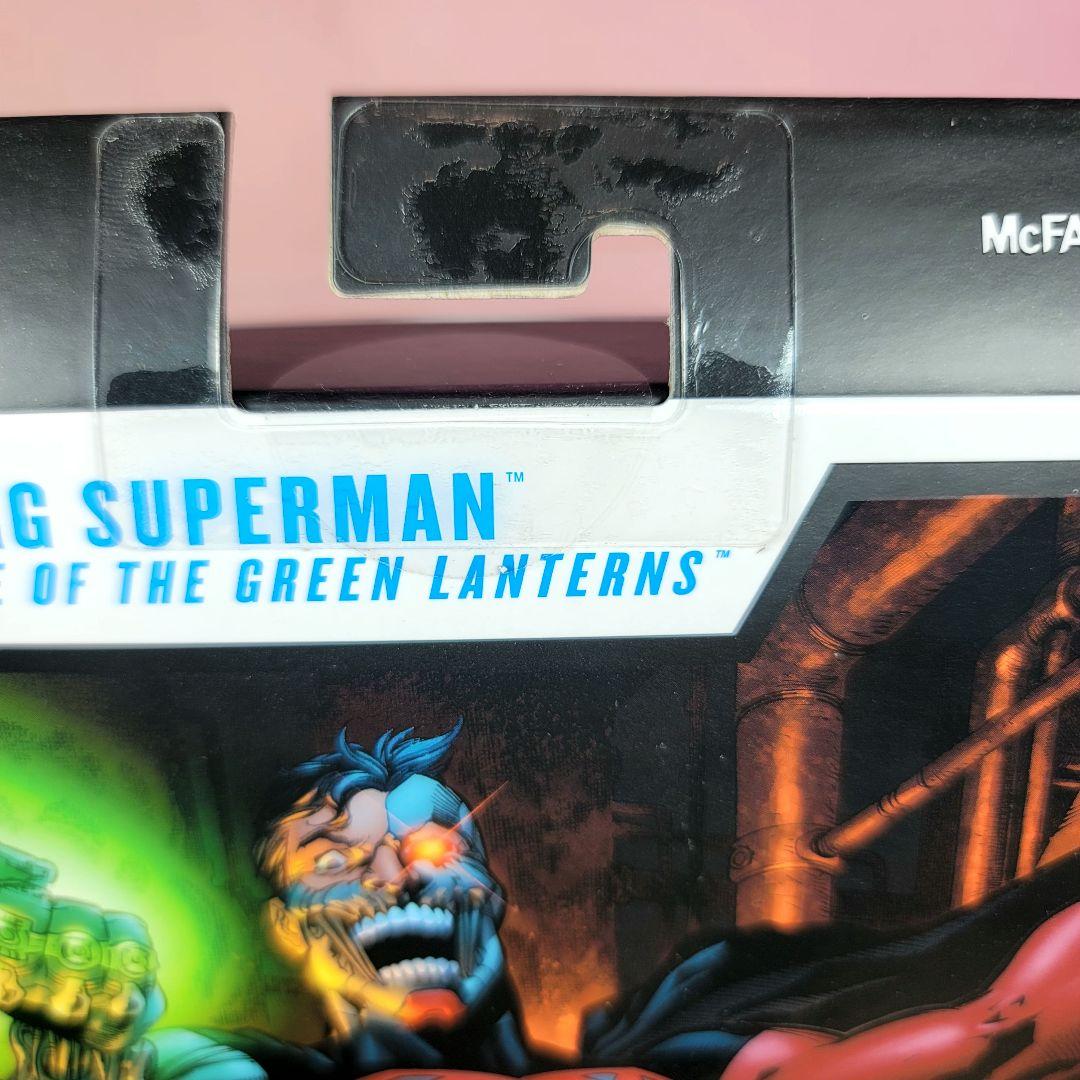 McFA
G SUPERMAN™
E OF THE GREEN LANTERNS™